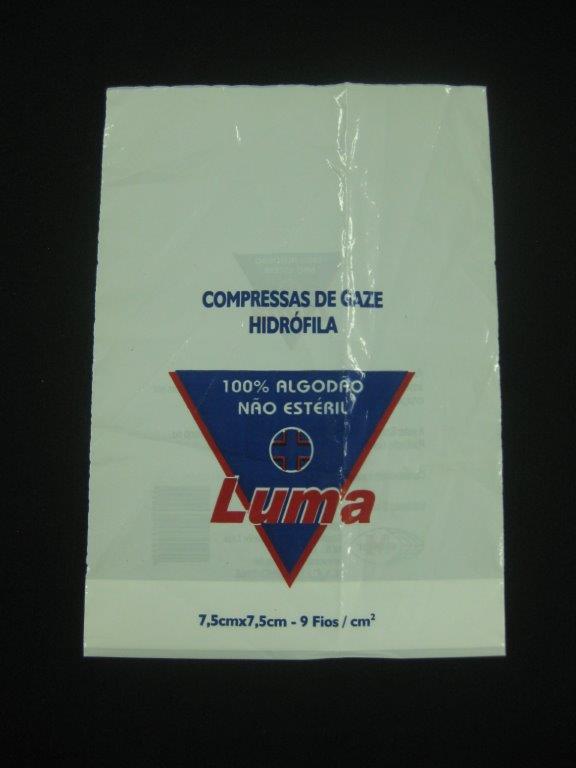 COMPRESSAS DE GAZE
HIDRÓFILA
100% ALGODÃO
NÃO ESTÉRIL
Luma
7,5cmx7,5cm - 9 Fios / cm²